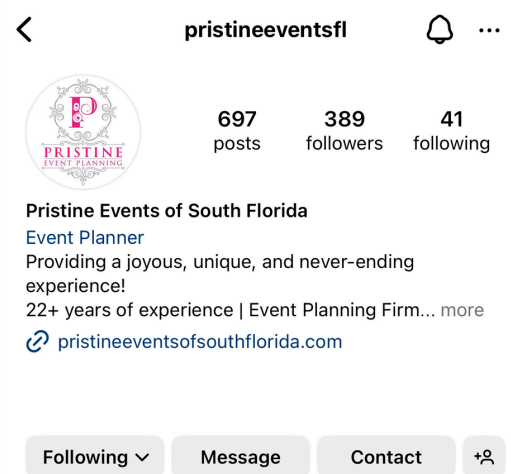 pristineeventsfl
P
PRISTINE
EVENT PLANNING
697 389 41
posts followers following
Pristine Events of South Florida
Event Planner
Providing a joyous, unique, and never-ending
experience!
22+ years of experience | Event Planning Firm... more
pristineeventsofsouthflorida.com
Following Message Contact